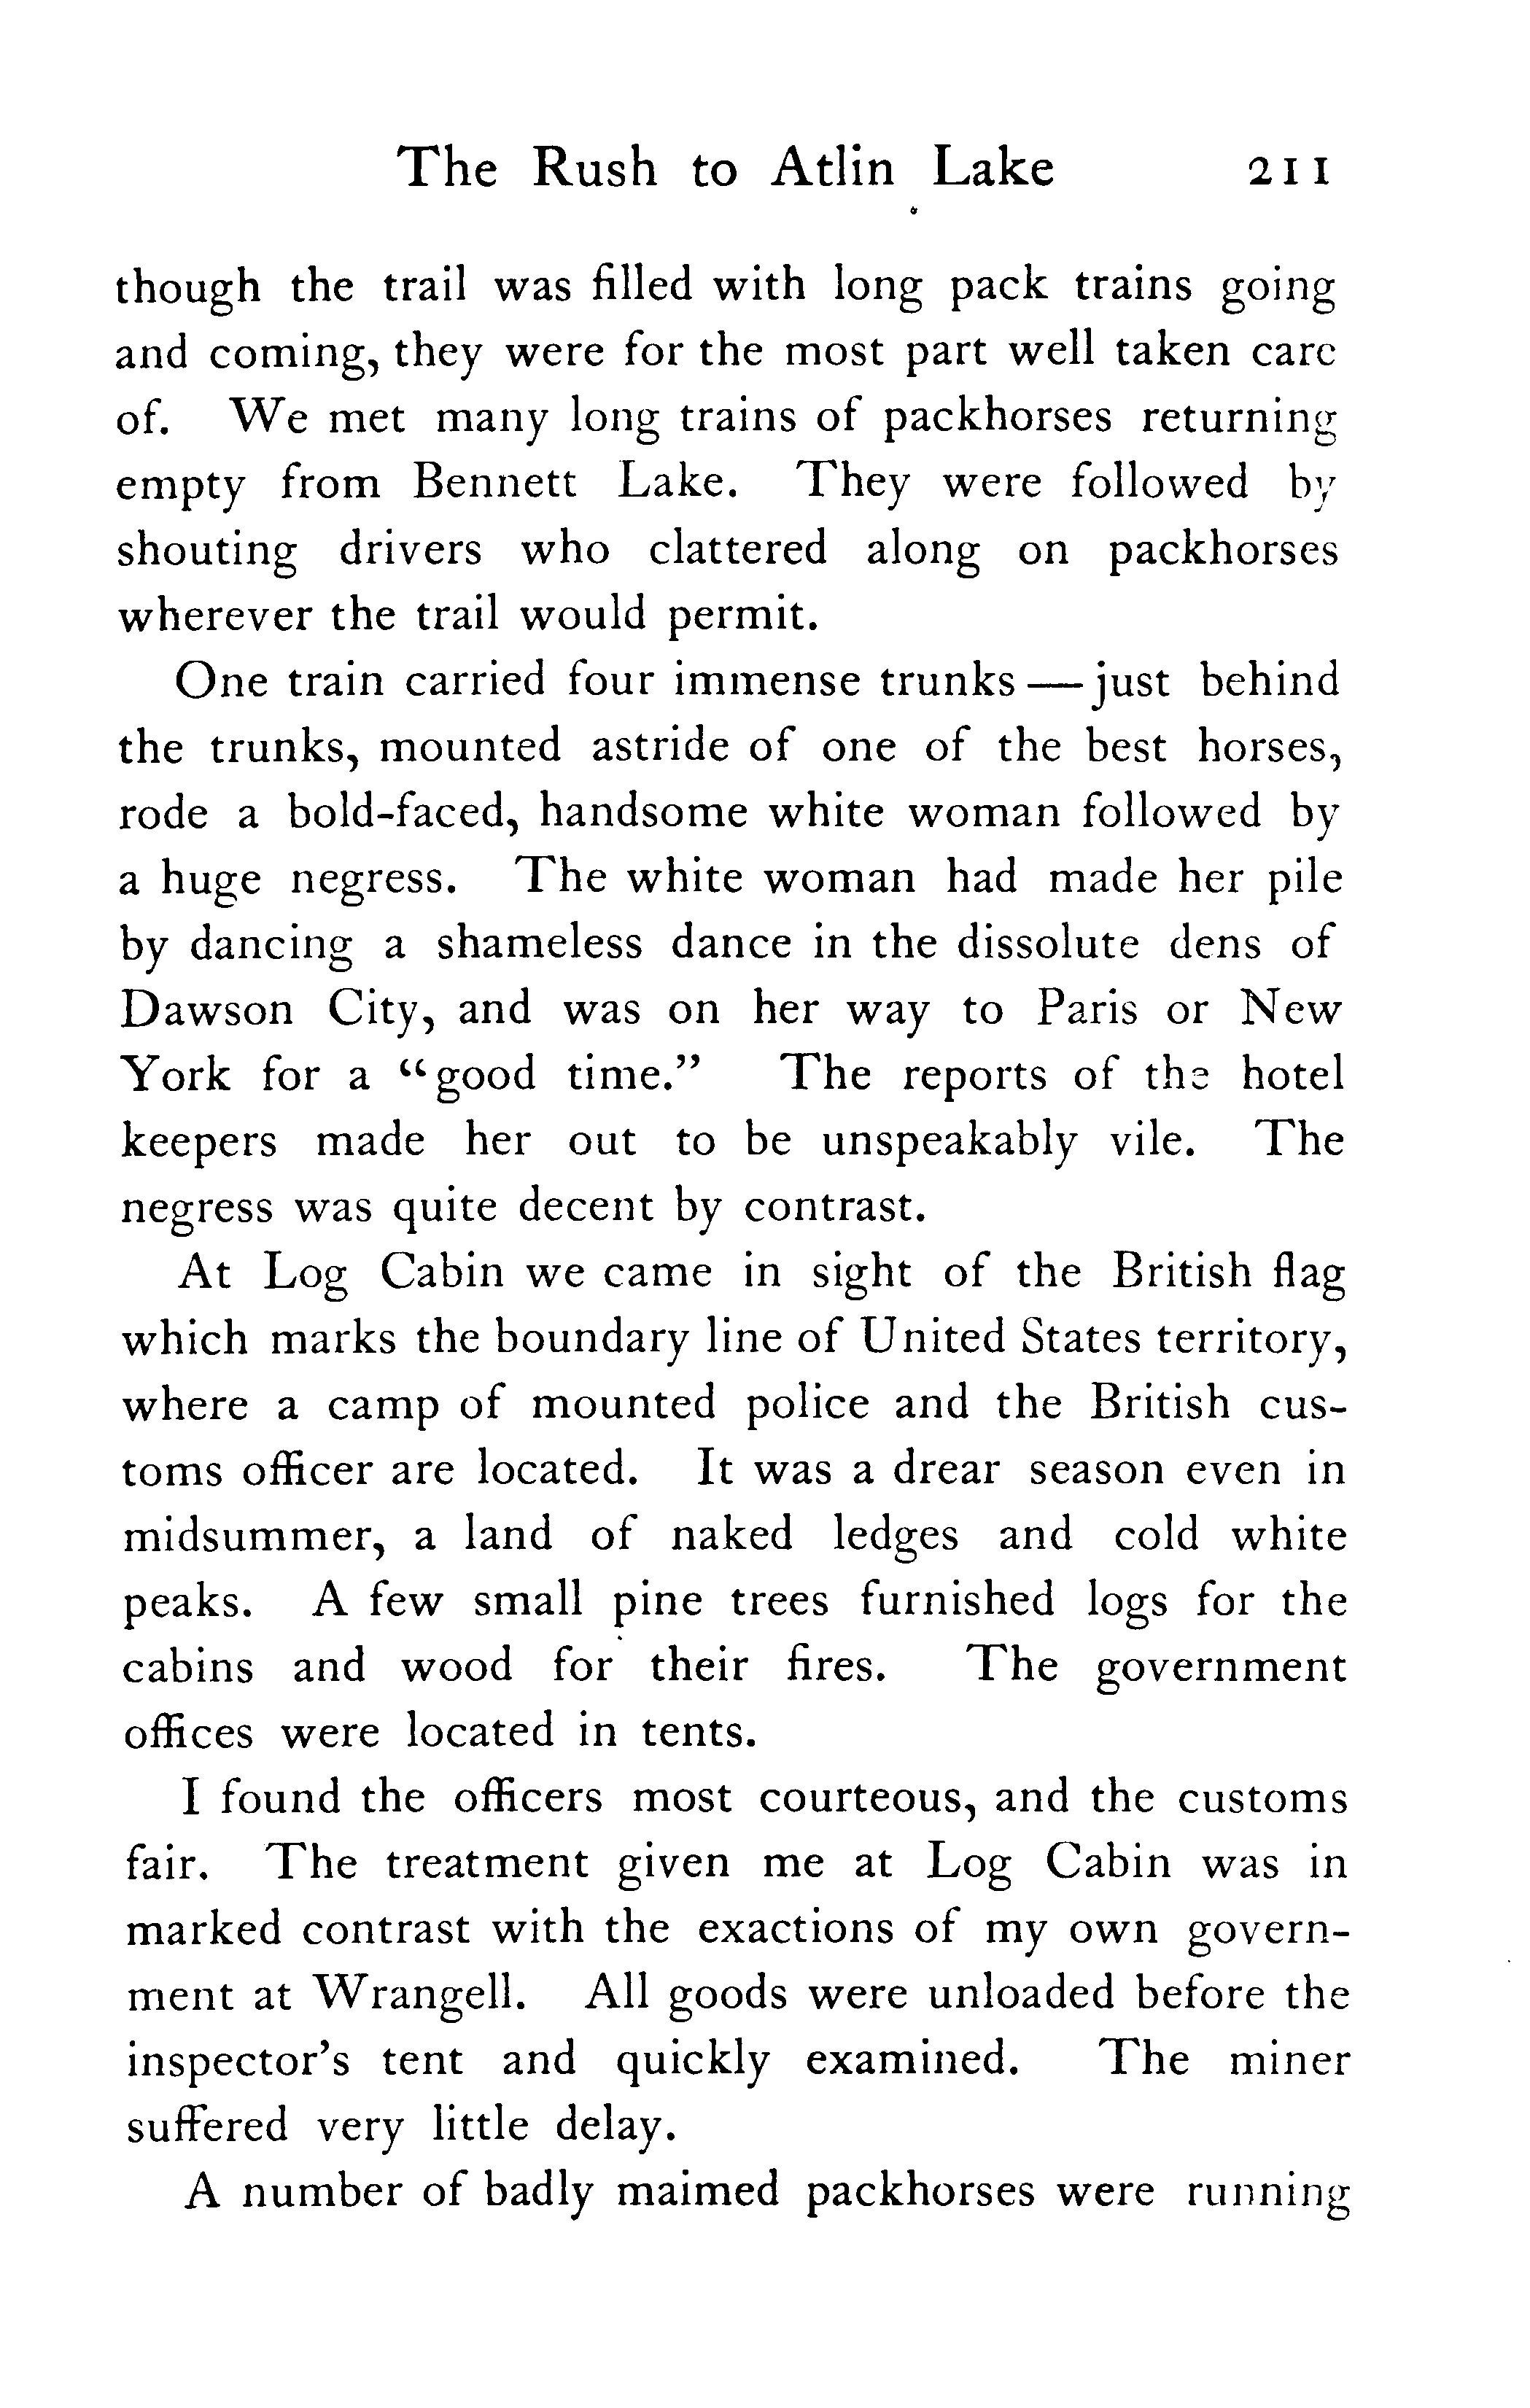 The Rush to Atlin Lake 211
though the trail was filled with long pack trains going
and coming, they were for the most part well taken care
of. We met many long trains of packhorses returning
empty from Bennett Lake. They were followed by
shouting drivers who clattered along on packhorses
wherever the trail would permit.
One train carried four immense trunks — just behind
the trunks, mounted astride of one of the best horses,
rode a bold-faced, handsome white woman followed by
a huge negress. The white woman had made her pile
by dancing a shameless dance in the dissolute dens of
Dawson City, and was on her way to Paris or New
York for a “good time.” The reports of the hotel
keepers made her out to be unspeakably vile. The
negress was quite decent by contrast.
At Log Cabin we came in sight of the British flag
which marks the boundary line of United States territory,
where a camp of mounted police and the British cus-
toms officer are located. It was a drear season even in
midsummer, a land of naked ledges and cold white
peaks. A few small pine trees furnished logs for the
cabins and wood for their fires. The government
offices were located in tents.
I found the officers most courteous, and the customs
fair. The treatment given me at Log Cabin was in
marked contrast with the exactions of my own govern-
ment at Wrangell. All goods were unloaded before the
inspector’s tent and quickly examined. The miner
suffered very little delay.
A number of badly maimed packhorses were running